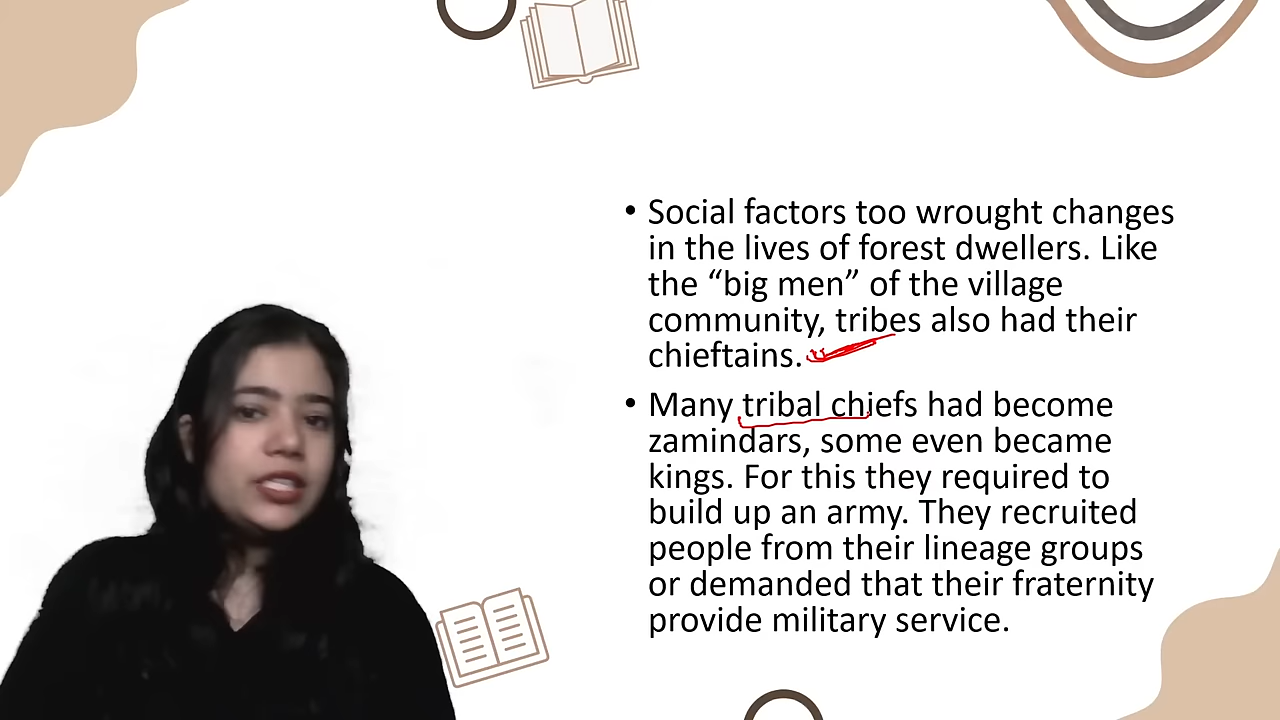 • Social factors too wrought changes
in the lives of forest dwellers. Like
the “big men” of the village
community, tribes also had their
chieftains.
• Many tribal chiefs had become
zamindars, some even became
kings. For this they required to
build up an army. They recruited
people from their lineage groups
or demanded that their fraternity
provide military service.